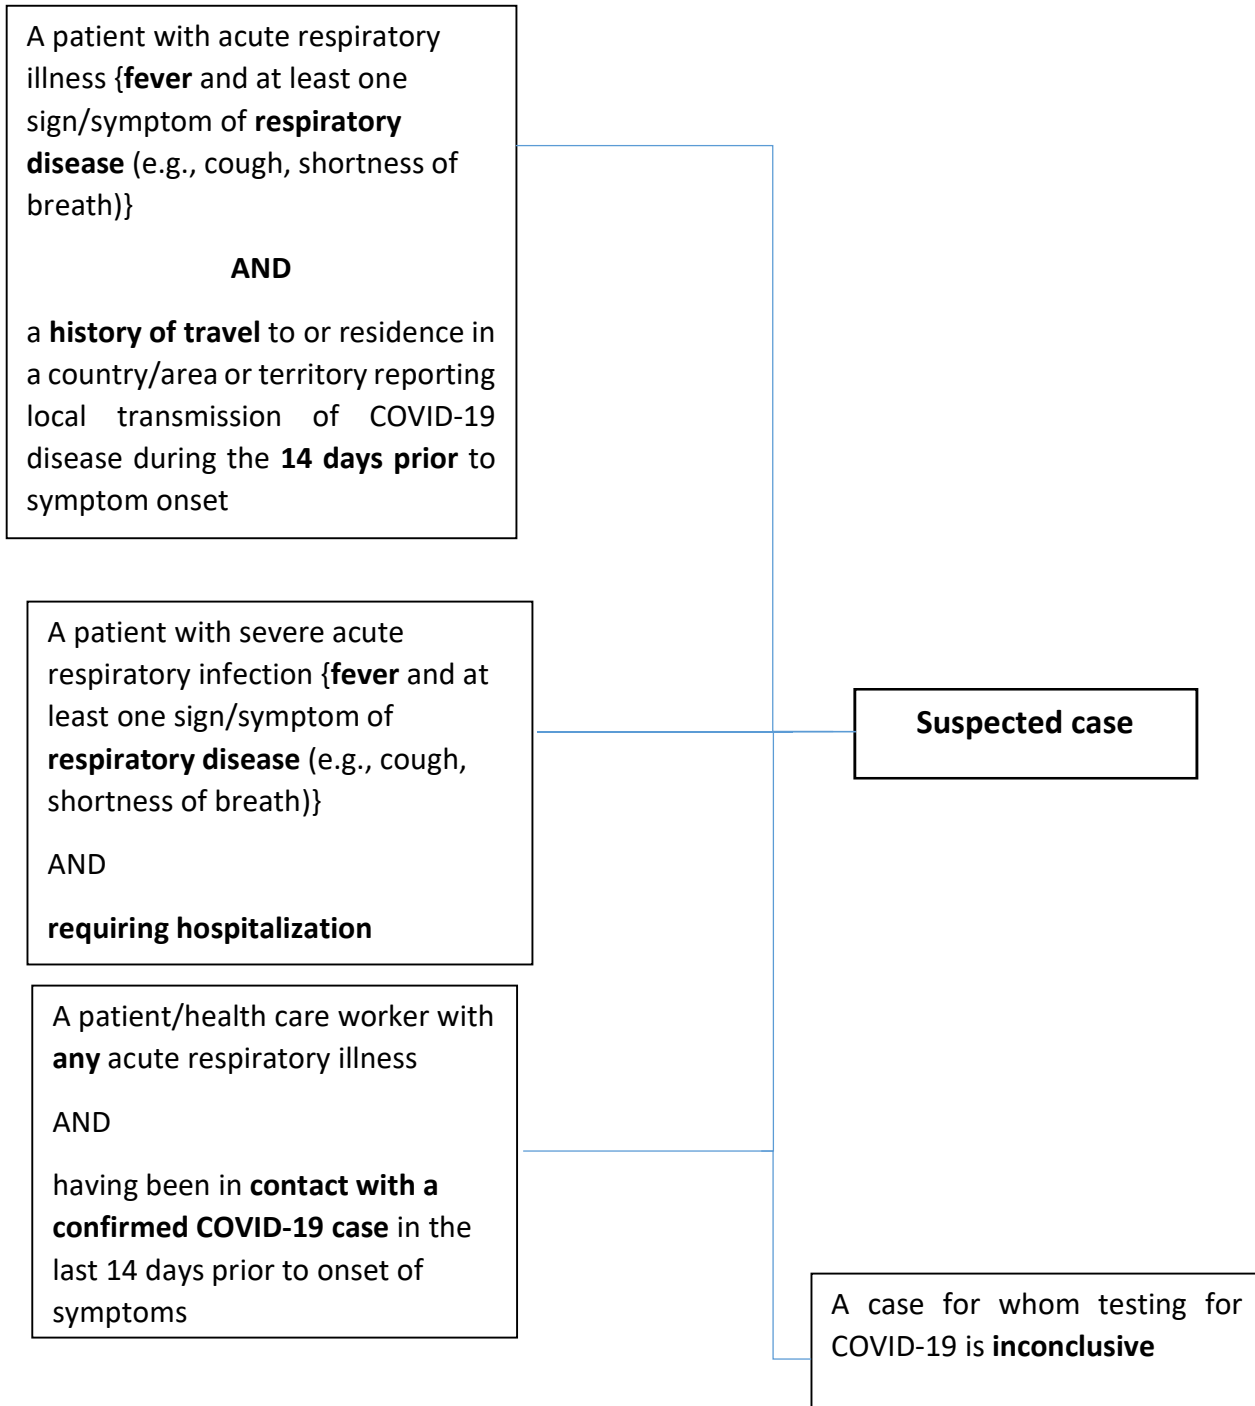 A patient with acute respiratory
illness {fever and at least one
sign/symptom of respiratory
disease (e.g., cough, shortness of
breath)}
AND
a history of travel to or residence in
a country/area or territory reporting
local transmission of COVID-19
disease during the 14 days prior to
symptom onset
A patient with severe acute
respiratory infection {fever and at
least one sign/symptom of
respiratory disease (e.g., cough,
shortness of breath)}
AND
requiring hospitalization
Suspected case
A patient/health care worker with
any acute respiratory illness
AND
having been in contact with a
confirmed COVID-19 case in the
last 14 days prior to onset of
symptoms
A case for whom testing for
COVID-19 is inconclusive